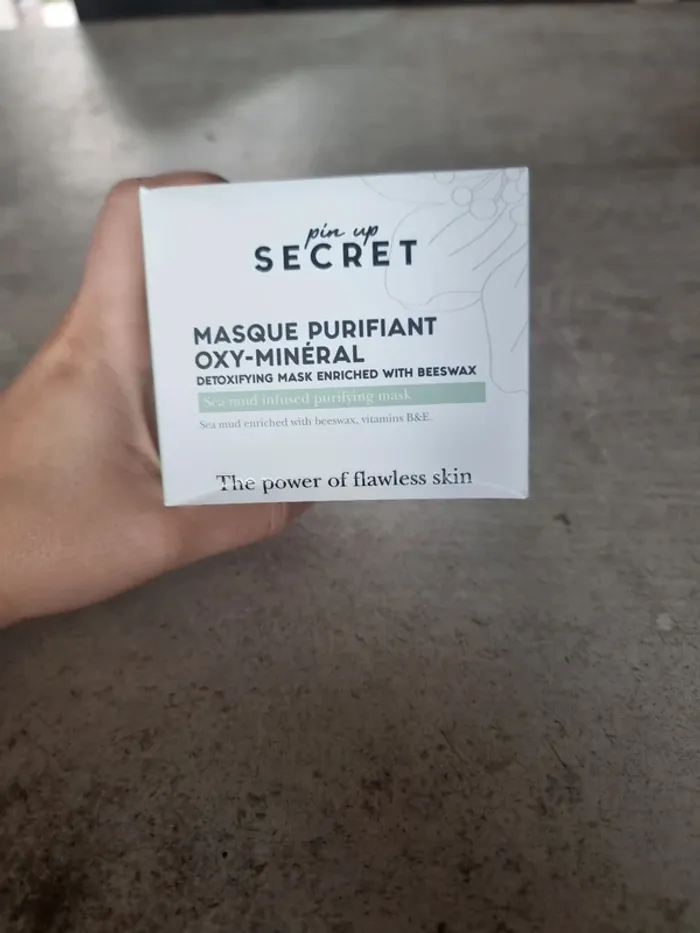 pin up
SECRET
MASQUE PURIFIANT
OXY-MINÉRAL
DETOXIFYING MASK ENRICHED WITH BEESWAX
Sea mud infused purifying mask
Sea mud enriched with beeswax, vitamins B&E.
The power of flawless skin